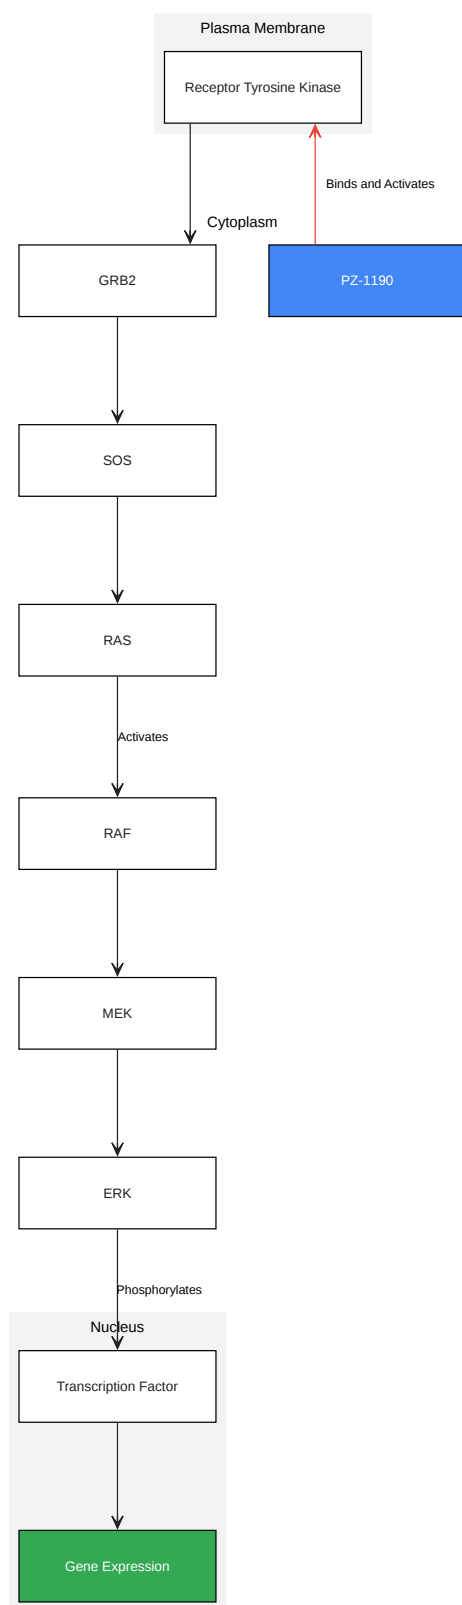 Plasma Membrane
Receptor Tyrosine Kinase
Binds and Activates
Cytoplasm
GRB2
PZ-1190
SOS
RAS
Activates
RAF
MEK
ERK
Phosphorylates
Nucleus
Transcription Factor
Gene Expression